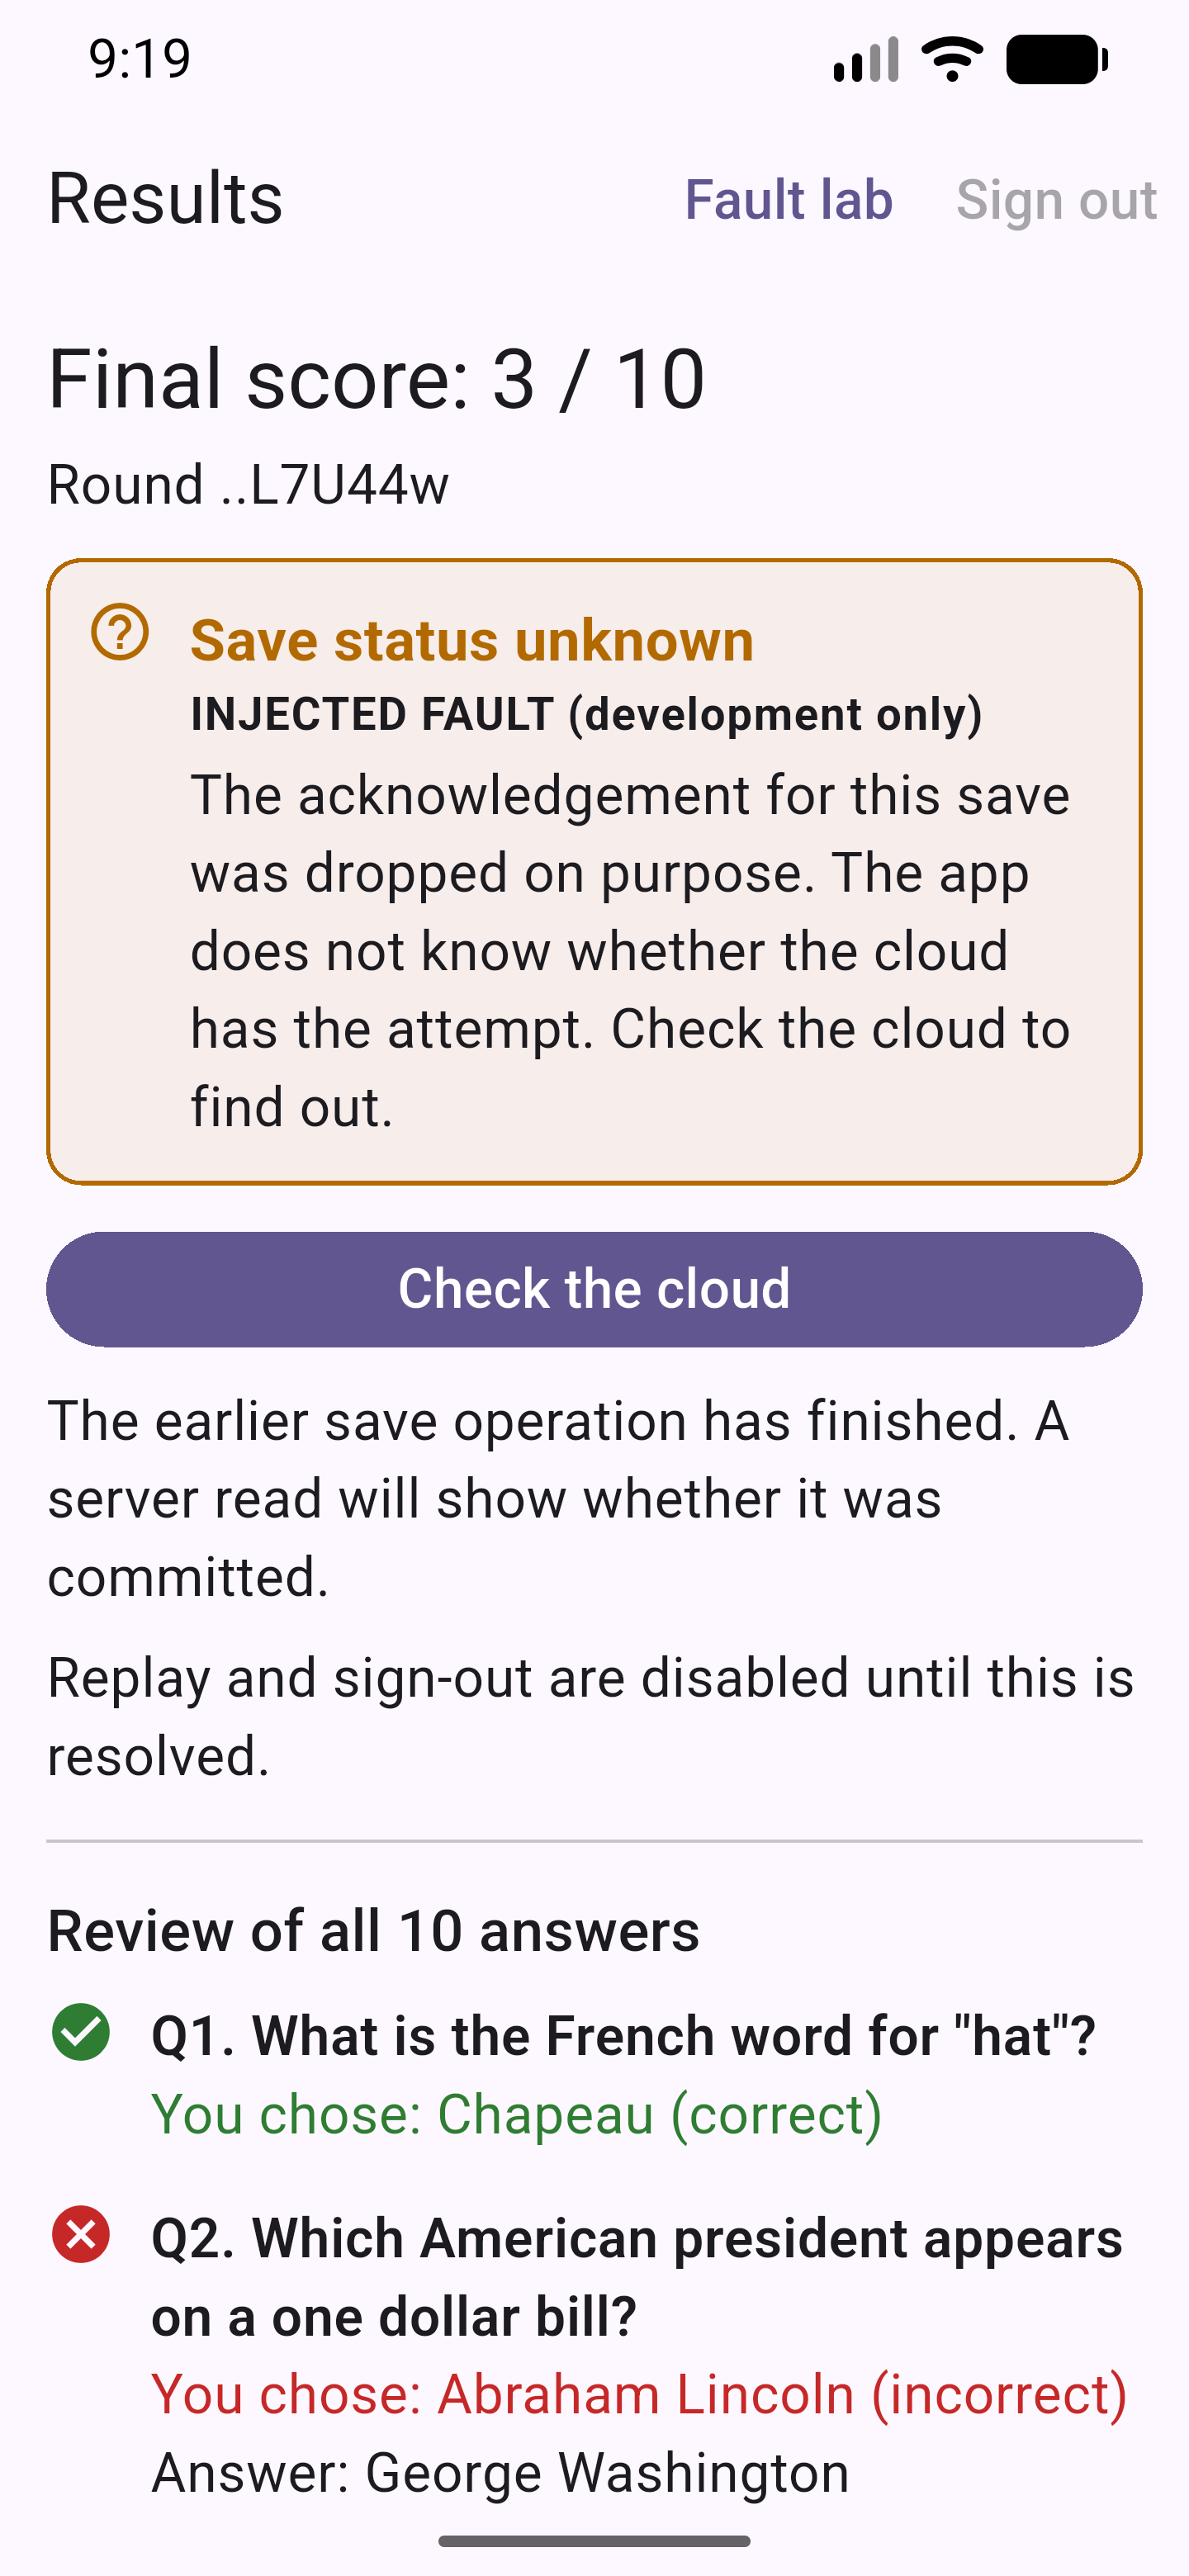 9:19
Results
Fault lab
Sign out
Final score: 3 / 10
Round ..L7U44w
Save status unknown
INJECTED FAULT (development only)
The acknowledgement for this save
was dropped on purpose. The app
does not know whether the cloud
has the attempt. Check the cloud to
find out.
Check the cloud
The earlier save operation has finished. A
server read will show whether it was
committed.
Replay and sign-out are disabled until this is
resolved.
Review of all 10 answers
Q1. What is the French word for "hat"?
You chose: Chapeau (correct)
Q2. Which American president appears
on a one dollar bill?
You chose: Abraham Lincoln (incorrect)
Answer: George Washington